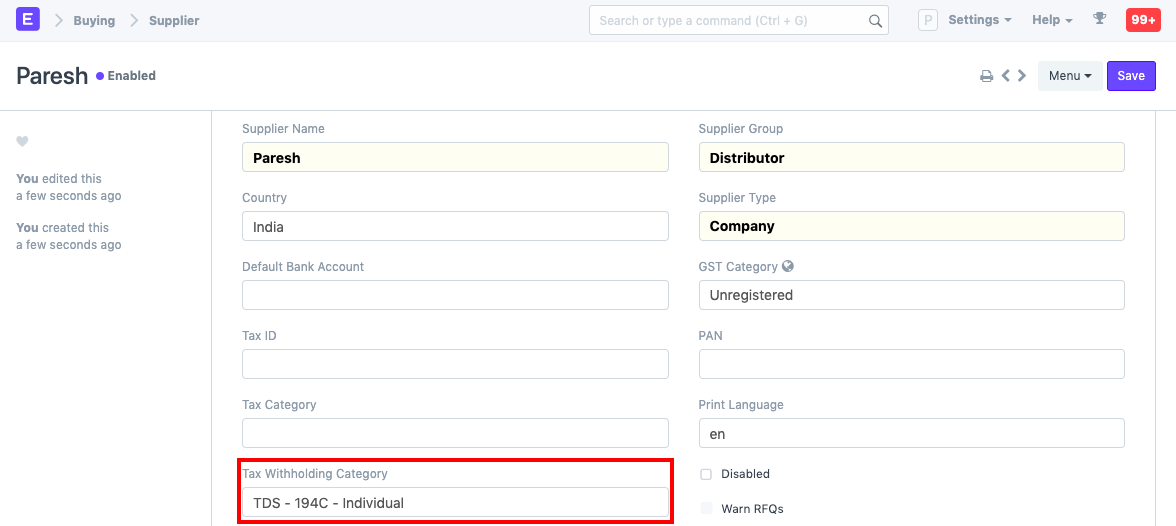 E Buying Supplier Search or type a command (Ctrl + G) P Settings Help 99+
Paresh Enabled Menu Save
You edited this
a few seconds ago
You created this
a few seconds ago
Supplier Name Supplier Group
Paresh Distributor
Country Supplier Type
India Company
Default Bank Account GST Category
Unregistered
Tax ID PAN
Tax Category Print Language
en
Tax Withholding Category Disabled
TDS - 194C - Individual Warn RFQs